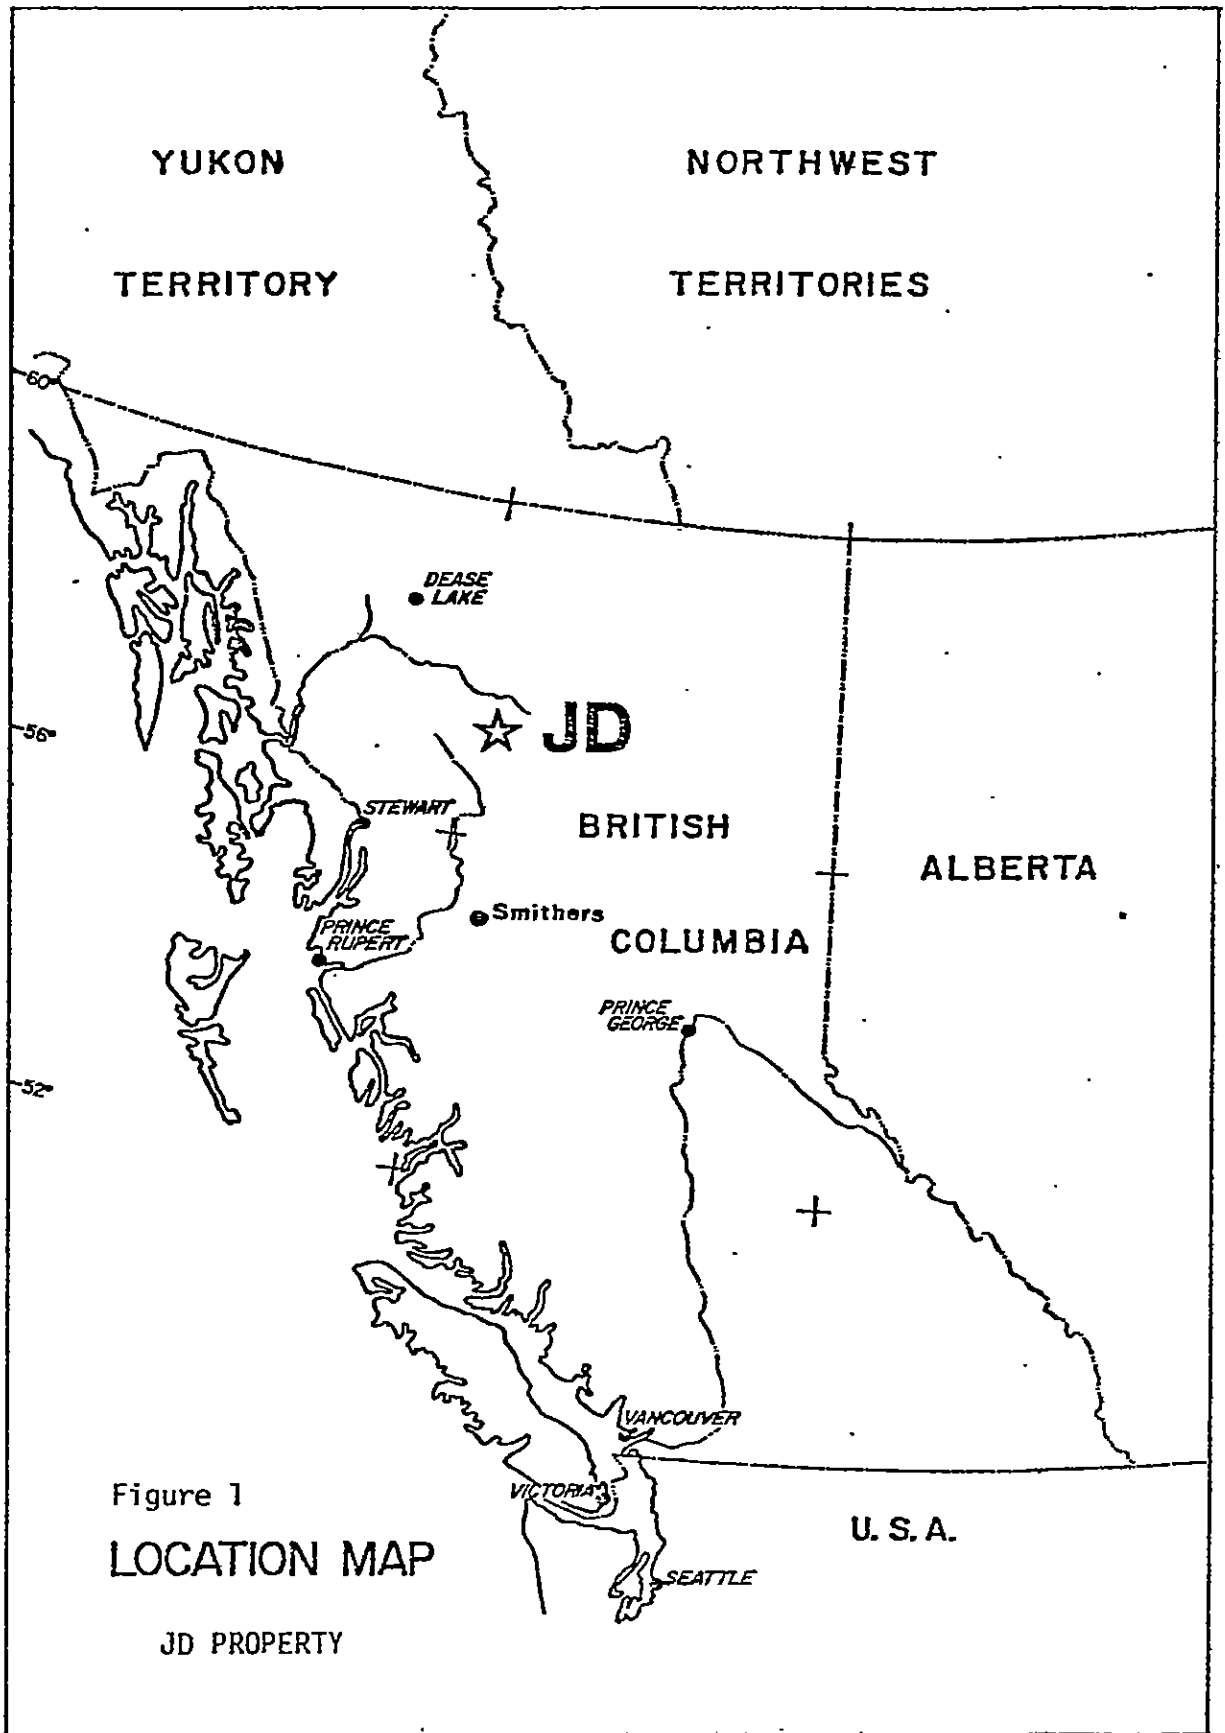 YUKON
TERRITORY
NORTHWEST
TERRITORIES
60°
DEASE
LAKE
56°
JD
STEWART
BRITISH
COLUMBIA
ALBERTA
Smithers
PRINCE
RUPERT
PRINCE
GEORGE
52°
VANCOUVER
VICTORIA
U.S.A.
SEATTLE
Figure 1
LOCATION MAP
JD PROPERTY